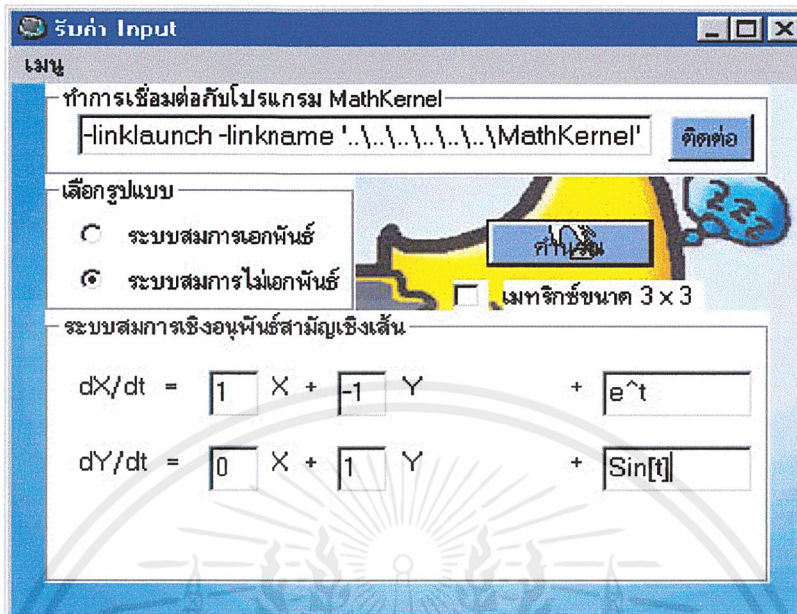 รับค่า Input
เมนู
ทำการเชื่อมต่อกับโปรแกรม MathKernel
-linklaunch -linkname '..\..\..\..\..\..\MathKernel'
ติดต่อ
เลือกรูปแบบ
ระบบสมการเอกพันธ์
ระบบสมการไม่เอกพันธ์
zzz
คำนวณ
เมทริกซ์ขนาด 3 x 3
ระบบสมการเชิงอนุพันธ์สามัญเชิงเส้น
dX/dt = 1 X + -1 Y + e^t
dY/dt = 0 X + 1 Y + Sin[t]